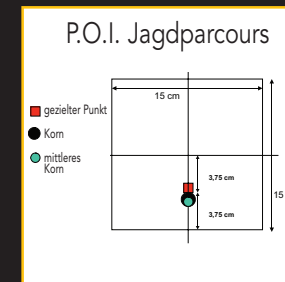 P.O.I. Jagdparcours
15 cm
gezielter Punkt
Korn
mittleres
Korn
3,75 cm
3,75 cm
15